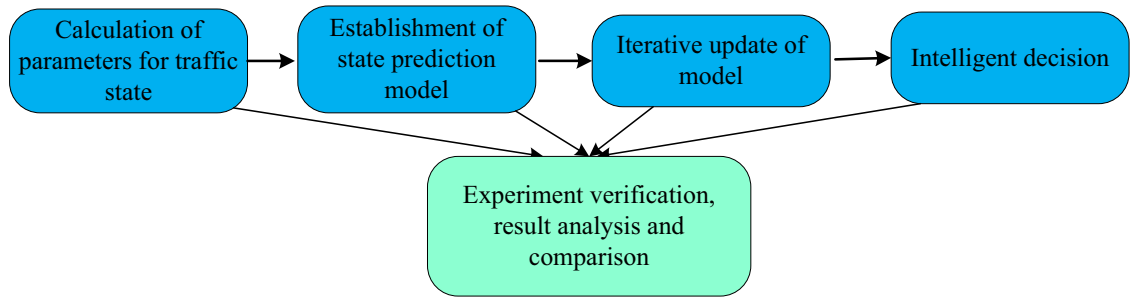 Calculation of
parameters for traffic
state
Establishment of
state prediction
model
Iterative update of
model
Intelligent decision
Experiment verification,
result analysis and
comparison